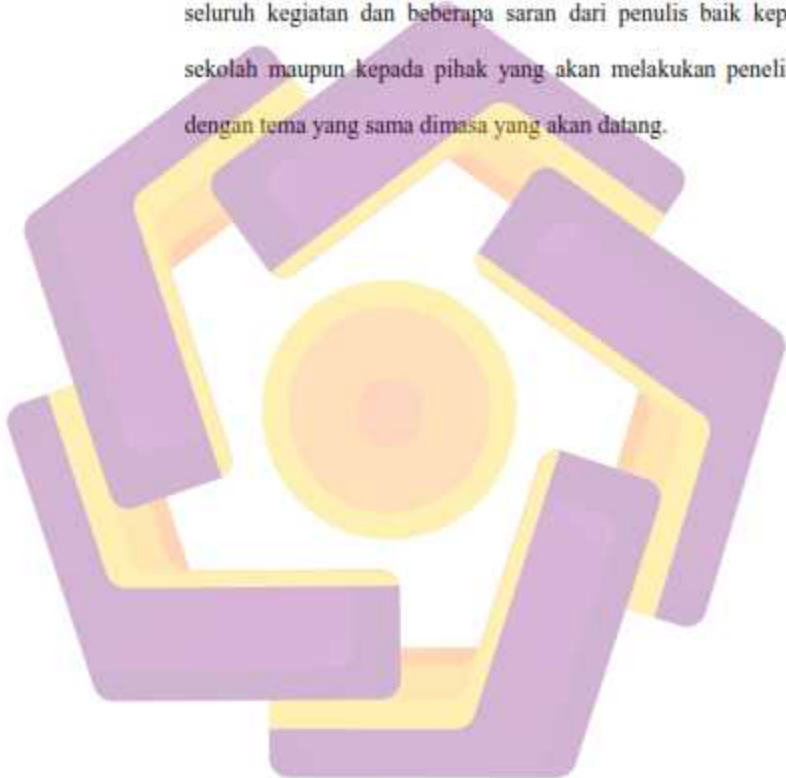 seluruh kegiatan dan beberapa saran dari penulis baik kep
sekolah maupun kepada pihak yang akan melakukan peneli
dengan tema yang sama dimasa yang akan datang.